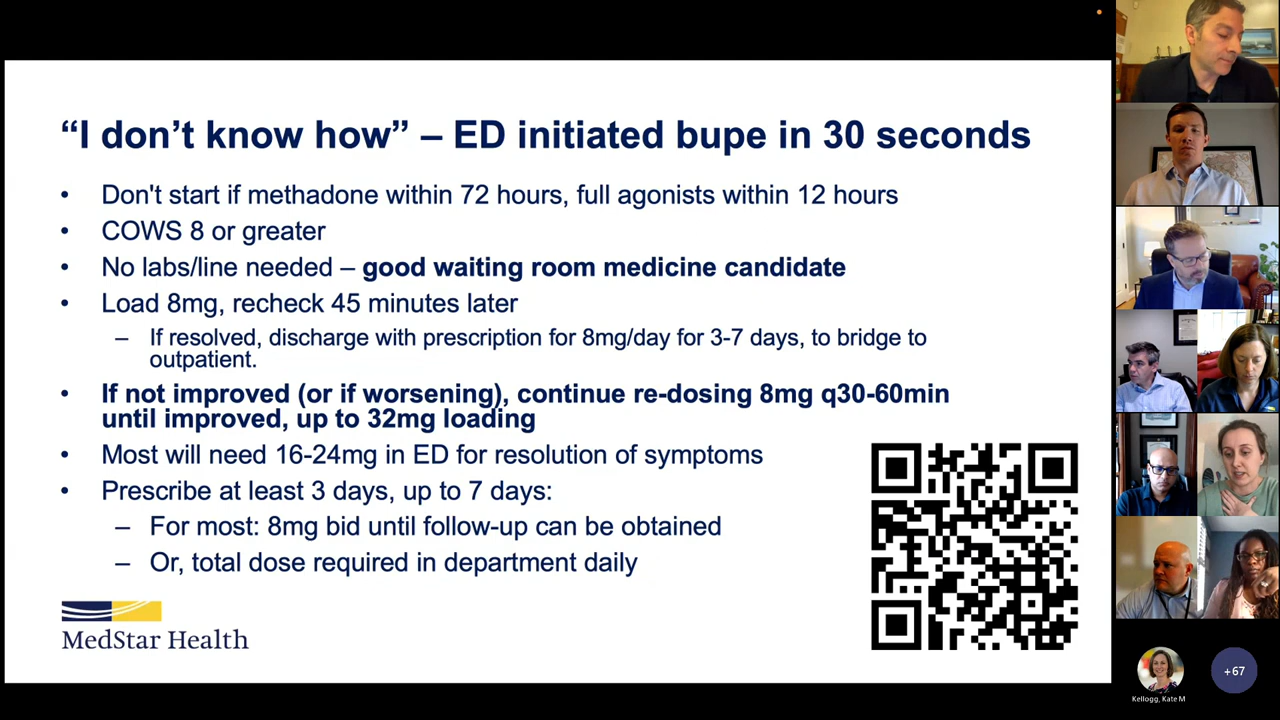 “I don’t know how” – ED initiated bupe in 30 seconds
• Don't start if methadone within 72 hours, full agonists within 12 hours
• COWS 8 or greater
• No labs/line needed – good waiting room medicine candidate
• Load 8mg, recheck 45 minutes later
– If resolved, discharge with prescription for 8mg/day for 3-7 days, to bridge to
outpatient.
• If not improved (or if worsening), continue re-dosing 8mg q30-60min
until improved, up to 32mg loading
• Most will need 16-24mg in ED for resolution of symptoms
• Prescribe at least 3 days, up to 7 days:
– For most: 8mg bid until follow-up can be obtained
– Or, total dose required in department daily
MedStar Health
Kellogg, Kate M
+67